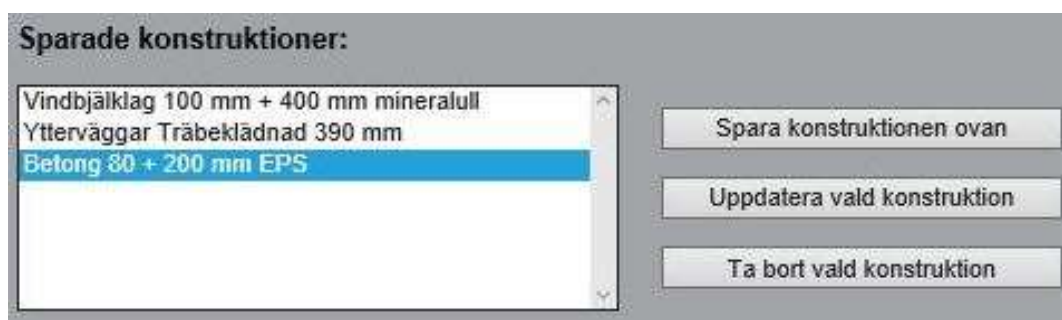 Sparade konstruktioner:
Vindbjälklag 100 mm + 400 mm mineralull
Ytterväggar Träbeklädnad 390 mm
Betong 80 + 200 mm EPS
Spara konstruktionen ovan
Uppdatera vald konstruktion
Ta bort vald konstruktion